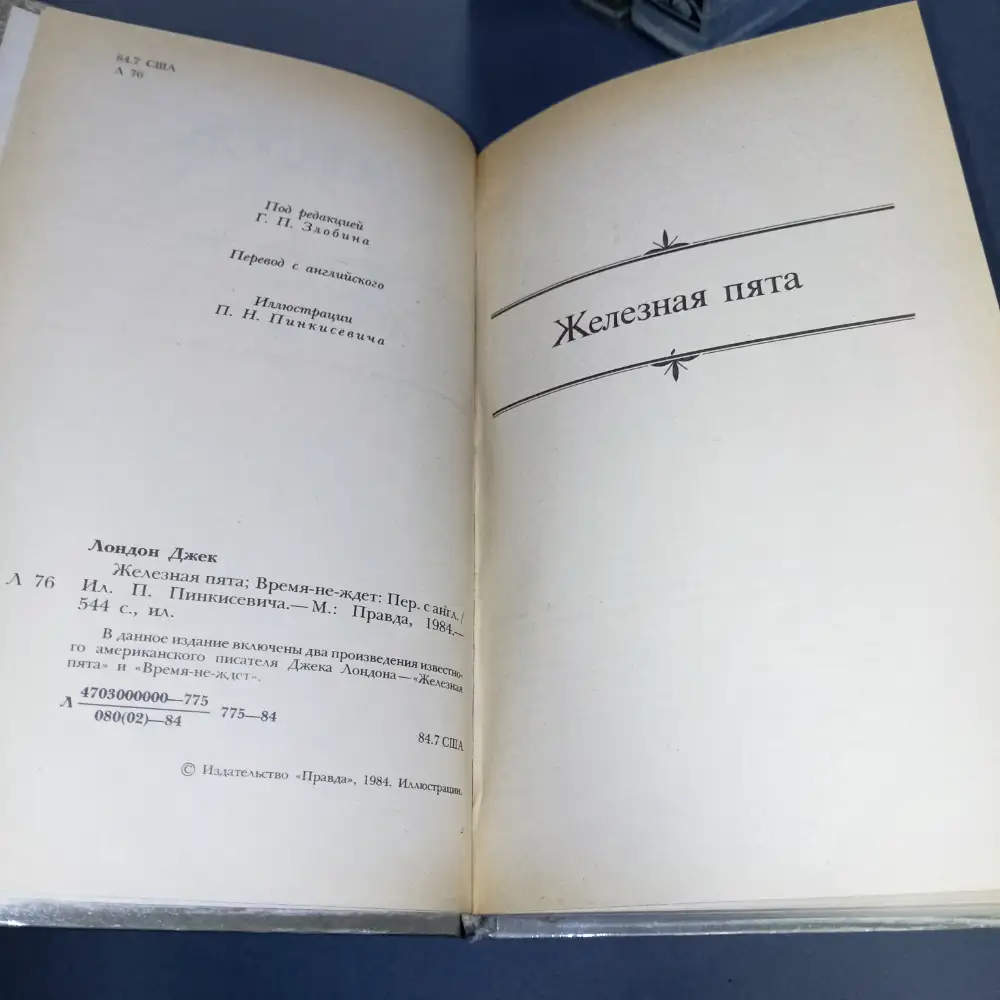 84.7 США
Л 76
Под редакцией
Г. П. Злобина
Перевод с английского
Иллюстрации
П. Н. Пинкисевича
Лондон Джек
Л 76 Железная пята; Время-не-ждет: Пер. с англ./
Ил. П. Пинкисевича.— М.: Правда, 1984.—
544 с., ил.
В данное издание включены два произведения известно-
го американского писателя Джека Лондона — «Железная
пята» и «Время-не-ждет».
Л 4703000000—775
080(02)—84
775—84
84.7 США
© Издательство «Правда», 1984. Иллюстрации.
Железная пята